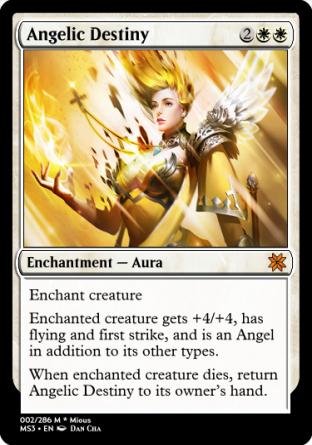 Angelic Destiny 2
Enchantment — Aura
Enchant creature
Enchanted creature gets +4/+4, has
flying and first strike, and is an Angel
in addition to its other types.
When enchanted creature dies, return
Angelic Destiny to its owner's hand.
002/286 M * Mious
MS3 • EN Dan Cha